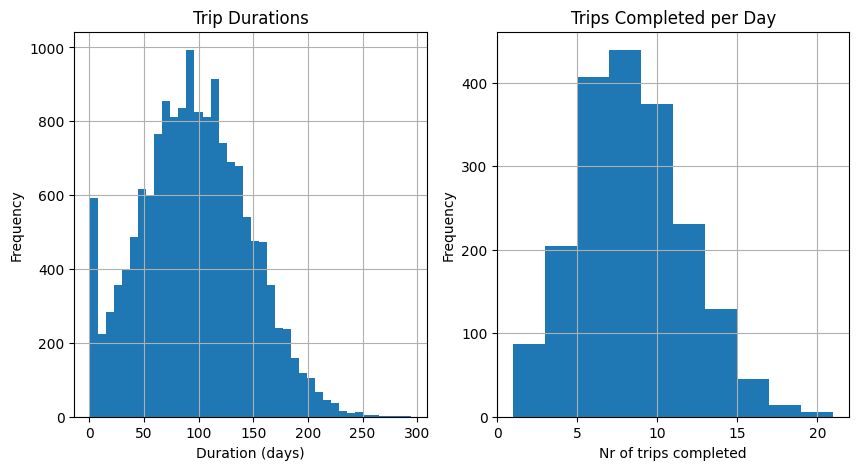 Trip Durations
Frequency
1000
800
600
400
200
0
0 50 100 150 200 250 300
Duration (days)
Trips Completed per Day
Frequency
400
300
200
100
0
0 5 10 15 20
Nr of trips completed